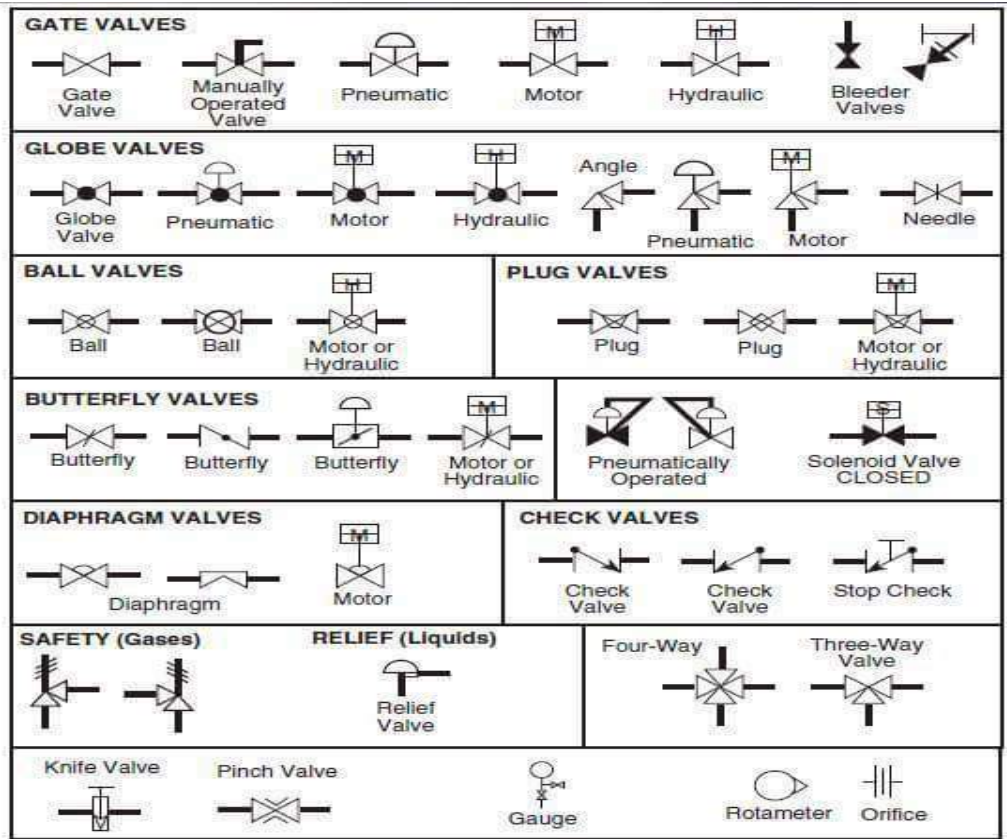 GATE VALVES
M
H
Gate
Valve
Manually
Operated
Valve
Pneumatic
Motor
Hydraulic
Bleeder
Valves
GLOBE VALVES
M
H
Angle
M
Globe
Valve
Pneumatic
Motor
Hydraulic
Pneumatic
Motor
Needle
BALL VALVES
H
Ball
Ball
Motor or
Hydraulic
PLUG VALVES
M
Plug
Plug
Motor or
Hydraulic
BUTTERFLY VALVES
M
Butterfly
Butterfly
Butterfly
Motor or
Hydraulic
S
Pneumatically
Operated
Solenoid Valve
CLOSED
DIAPHRAGM VALVES
M
Diaphragm
Motor
CHECK VALVES
Check
Valve
Check
Valve
Stop Check
SAFETY (Gases)
RELIEF (Liquids)
Relief
Valve
Four-Way
Three-Way
Valve
Knife Valve
Pinch Valve
Gauge
Rotameter
Orifice